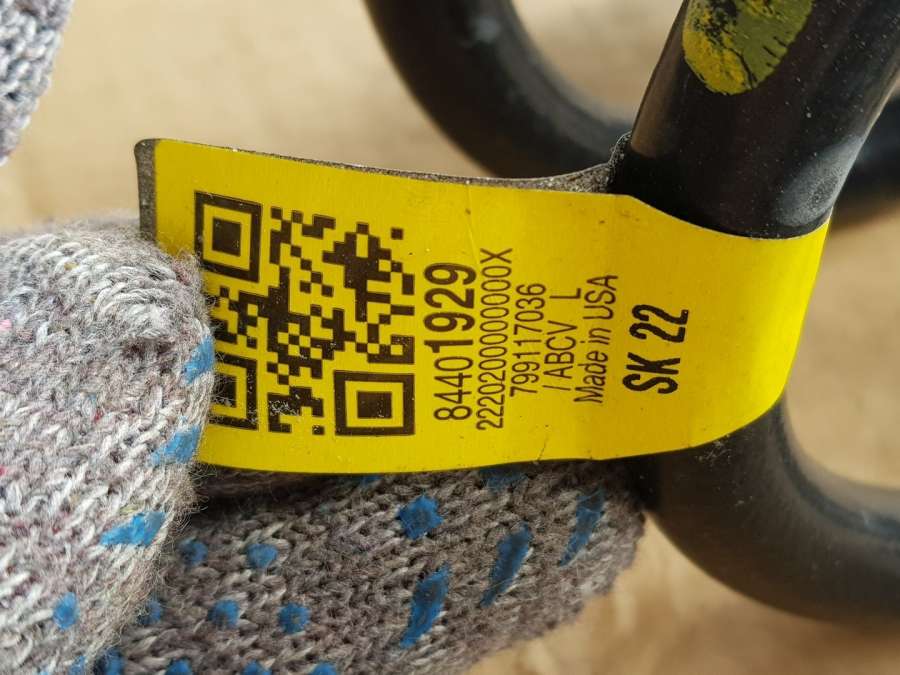 84401929
2220200000000X
799117036
/ ABCV L
Made in USA
SK 22